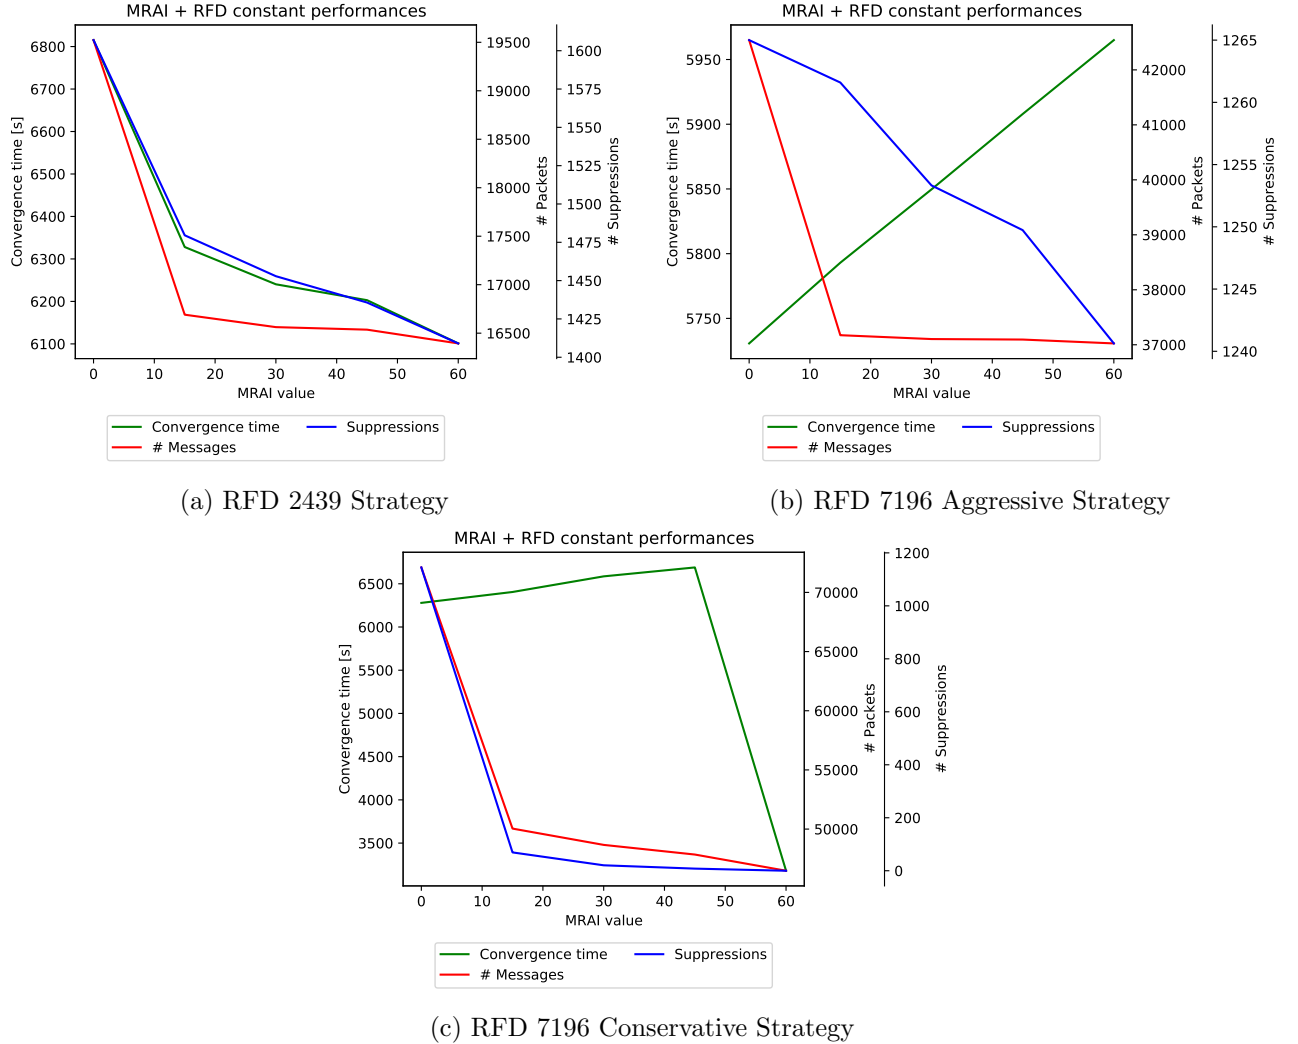 MRAI + RFD constant performances
Convergence time [s]
6800
6700
6600
6500
6400
6300
6200
6100
19500
19000
18500
18000
17500
17000
16500
# Packets
1600
1575
1550
1525
1500
1475
1450
1425
1400
# Suppressions
0 10 20 30 40 50 60
MRAI value
Convergence time Suppressions
# Messages
(a) RFD 2439 Strategy
MRAI + RFD constant performances
Convergence time [s]
5950
5900
5850
5800
5750
42000
41000
40000
39000
38000
37000
# Packets
1265
1260
1255
1250
1245
1240
# Suppressions
0 10 20 30 40 50 60
MRAI value
Convergence time Suppressions
# Messages
(b) RFD 7196 Aggressive Strategy
MRAI + RFD constant performances
Convergence time [s]
6500
6000
5500
5000
4500
4000
3500
70000
65000
60000
55000
50000
# Packets
1200
1000
800
600
400
200
0
# Suppressions
0 10 20 30 40 50 60
MRAI value
Convergence time Suppressions
# Messages
(c) RFD 7196 Conservative Strategy